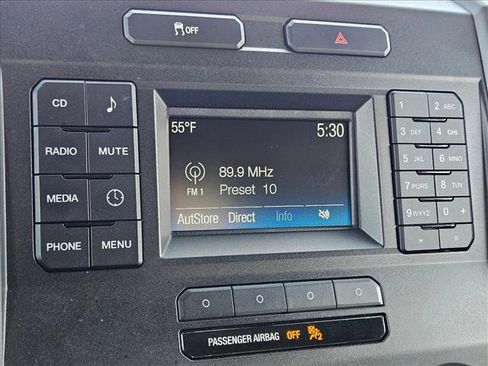 OFF
CD
RADIO MUTE
MEDIA
PHONE MENU
55°F 5:30
89.9 MHz
FM 1 Preset 10
AutoStore Direct Info
1 2 ABC
3 DEF 4 GHI
5 JKL 6 MNO
7 PQRS 8 TUV
9 WXYZ 0 +
* #
PASSENGER AIRBAG OFF 2